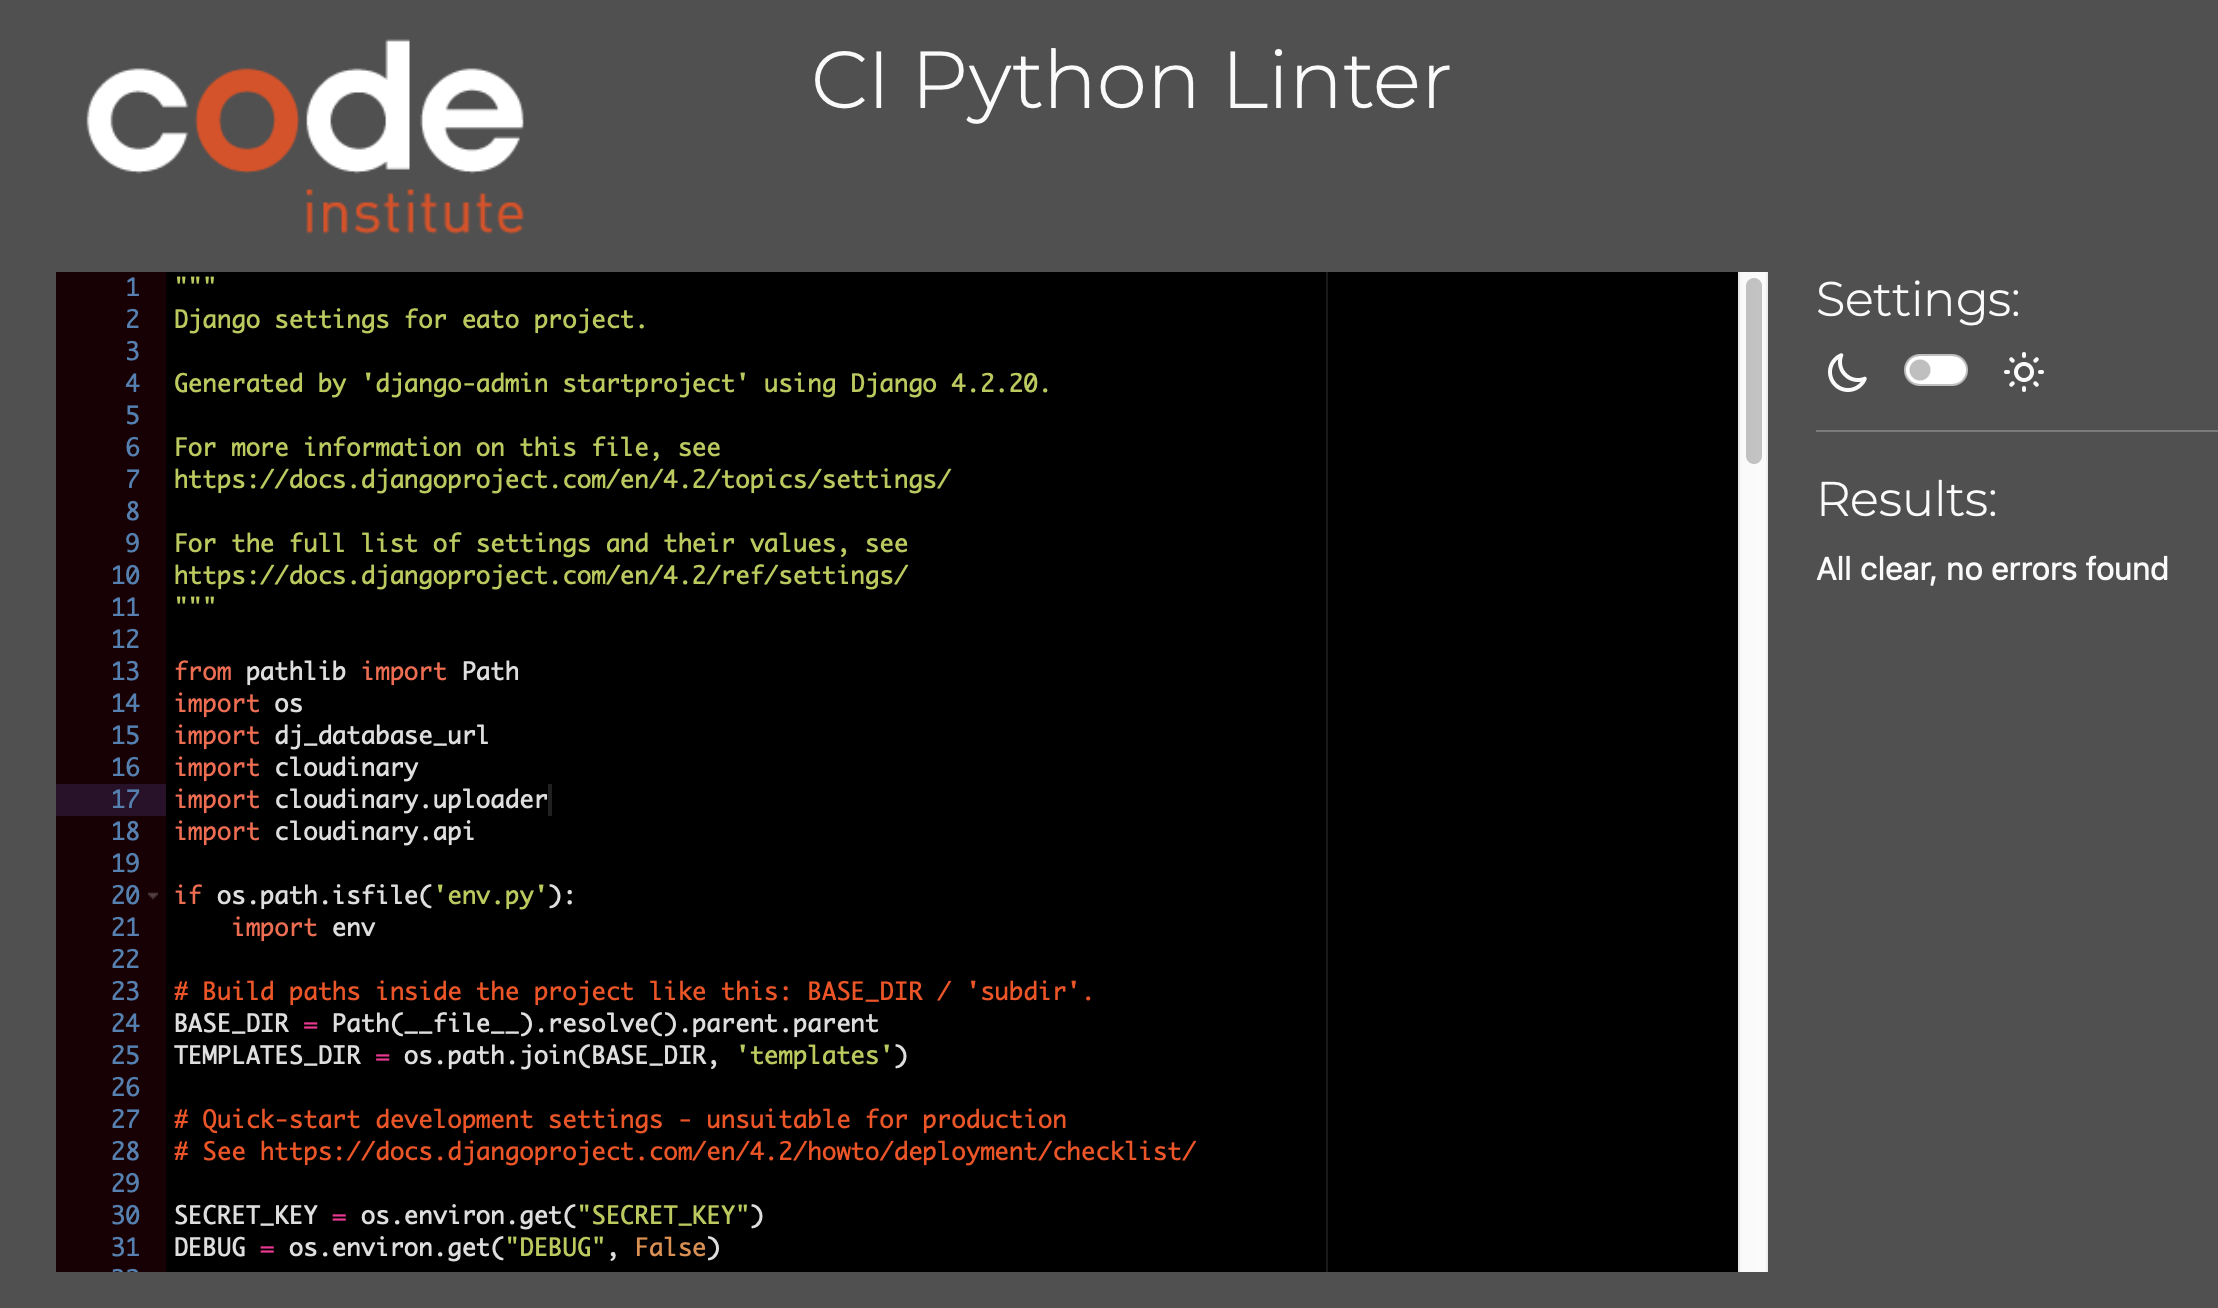 code
institute
CI Python Linter
1 """
2 Django settings for eato project.
3
4 Generated by 'django-admin startproject' using Django 4.2.20.
5
6 For more information on this file, see
7 https://docs.djangoproject.com/en/4.2/topics/settings/
8
9 For the full list of settings and their values, see
10 https://docs.djangoproject.com/en/4.2/ref/settings/
11 """
12
13 from pathlib import Path
14 import os
15 import dj_database_url
16 import cloudinary
17 import cloudinary.uploader
18 import cloudinary.api
19
20 if os.path.isfile('env.py'):
21     import env
22
23 # Build paths inside the project like this: BASE_DIR / 'subdir'.
24 BASE_DIR = Path(__file__).resolve().parent.parent
25 TEMPLATES_DIR = os.path.join(BASE_DIR, 'templates')
26
27 # Quick-start development settings - unsuitable for production
28 # See https://docs.djangoproject.com/en/4.2/howto/deployment/checklist/
29
30 SECRET_KEY = os.environ.get("SECRET_KEY")
31 DEBUG = os.environ.get("DEBUG", False)
Settings:
Results:
All clear, no errors found